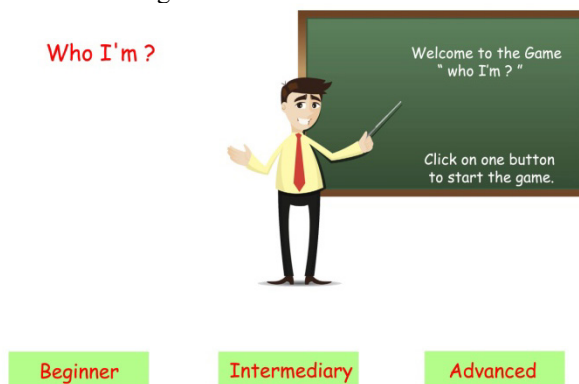 Who I'm ?
Welcome to the Game
“ who I'm ? ”
Click on one button
to start the game.
Beginner
Intermediary
Advanced